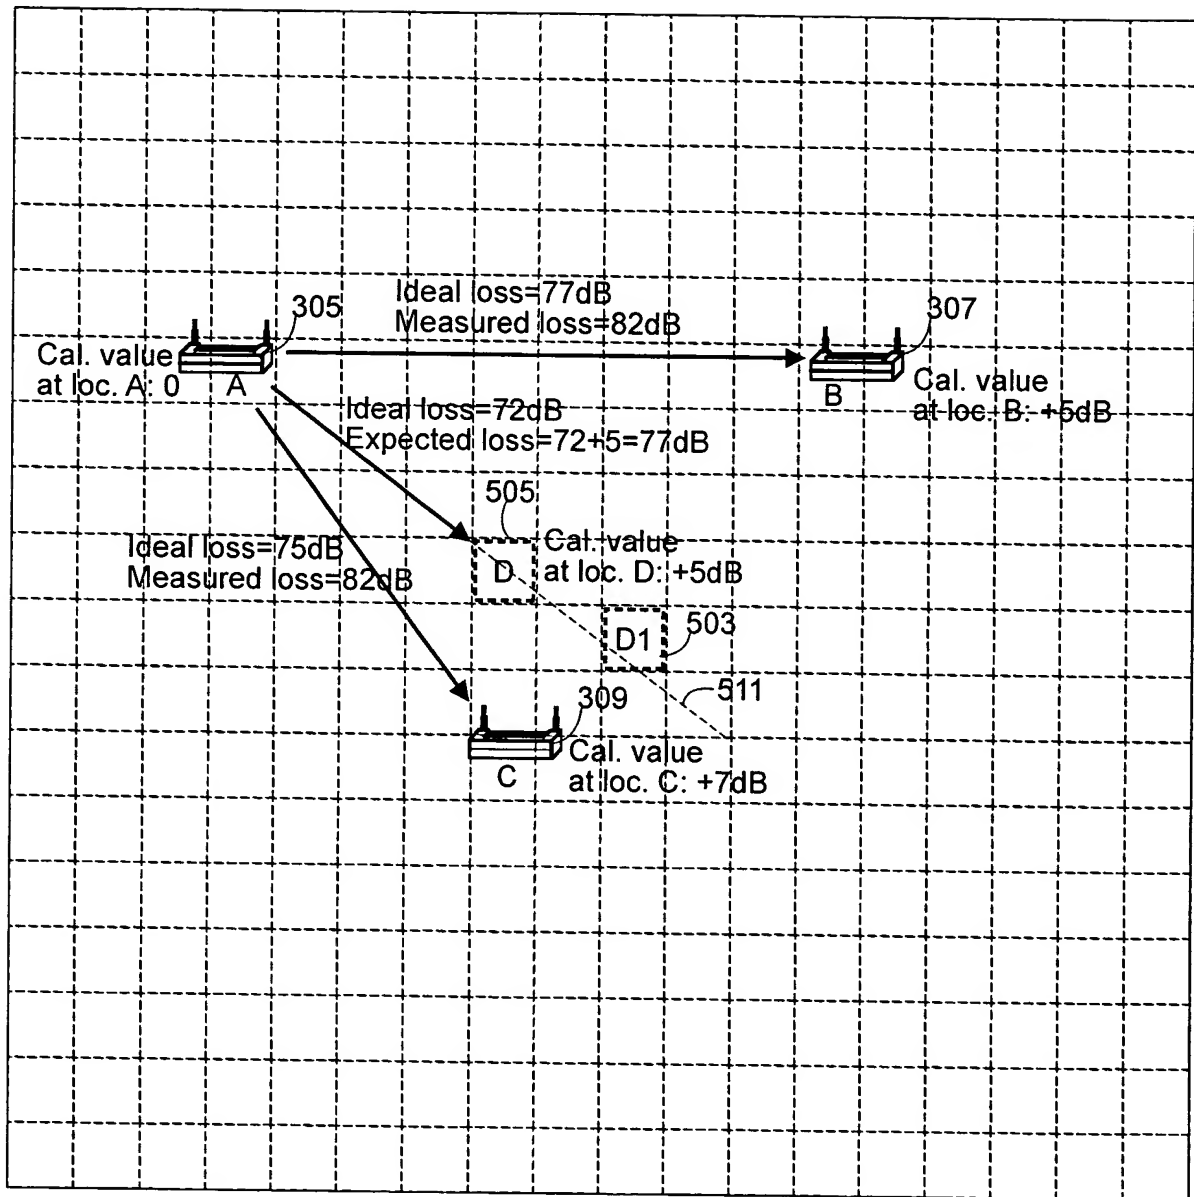 Ideal loss=77dB
Measured loss=82dB
305
307
Cal. value
at loc. A: 0
A
B
Cal. value
at loc. B: +5dB
Ideal loss=72dB
Expected loss=72+5=77dB
505
Cal. value
at loc. D: +5dB
D
Ideal loss=75dB
Measured loss=82dB
D1
503
511
309
C
Cal. value
at loc. C: +7dB